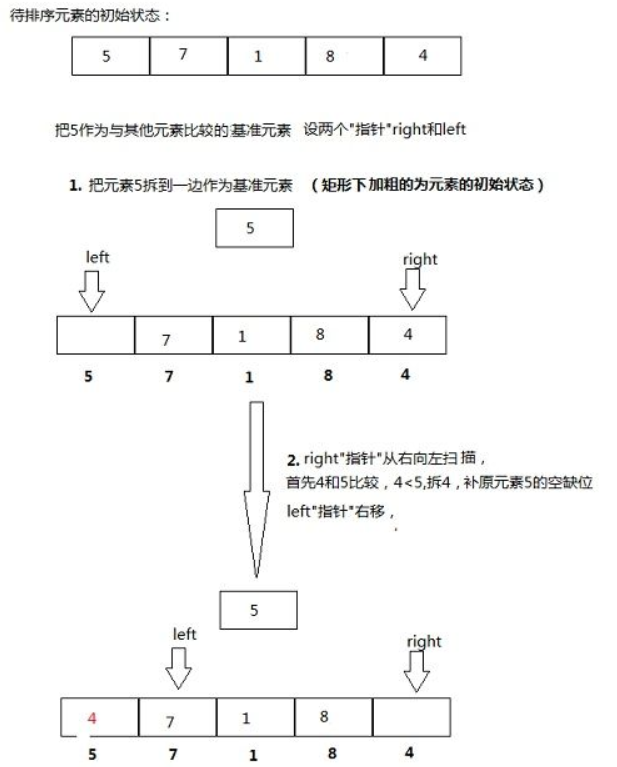 待排序元素的初始状态：
5 7 1 8 4
把5作为与其他元素比较的基准元素 设两个"指针"right和left
1. 把元素5拆到一边作为基准元素 （矩形下加粗的为元素的初始状态）
5
left right
7 1 8 4
5 7 1 8 4
2. right"指针"从右向左扫描，
首先4和5比较，4<5,拆4，补原元素5的空缺位
left"指针"右移，
5
left right
4 7 1 8
5 7 1 8 4